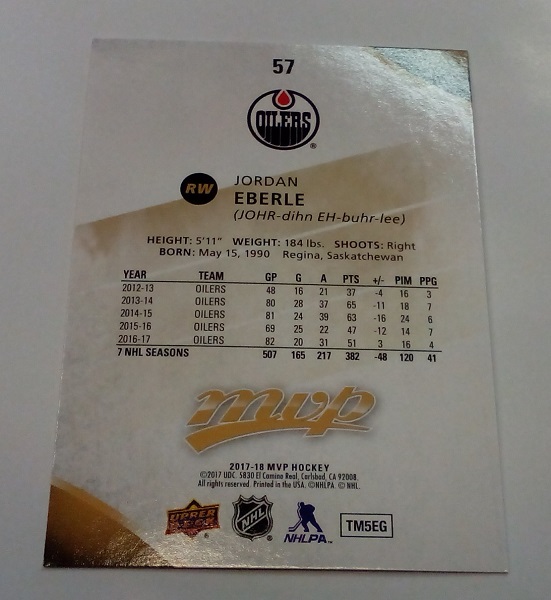 57
OILERS
®
RW
JORDAN
EBERLE
(JOHR-dihn EH-buhr-lee)
HEIGHT: 5'11" WEIGHT: 184 lbs. SHOOTS: Right
BORN: May 15, 1990 Regina, Saskatchewan
YEAR TEAM GP G A PTS +/- PIM PPG
2012-13 OILERS 48 16 21 37 -4 16 3
2013-14 OILERS 80 28 37 65 -11 18 7
2014-15 OILERS 81 24 39 63 -16 24 6
2015-16 OILERS 69 25 22 47 -12 14 7
2016-17 OILERS 82 20 31 51 3 16 4
7 NHL SEASONS 507 165 217 382 -48 120 41
mvp
2017-18 MVP HOCKEY
©2017 UDC. 5830 El Camino Real, Carlsbad, CA 92008.
All rights reserved. Printed in the USA. ©NHLPA. © NHL.
UPPER DECK ® NHL NHLPA TM5EG